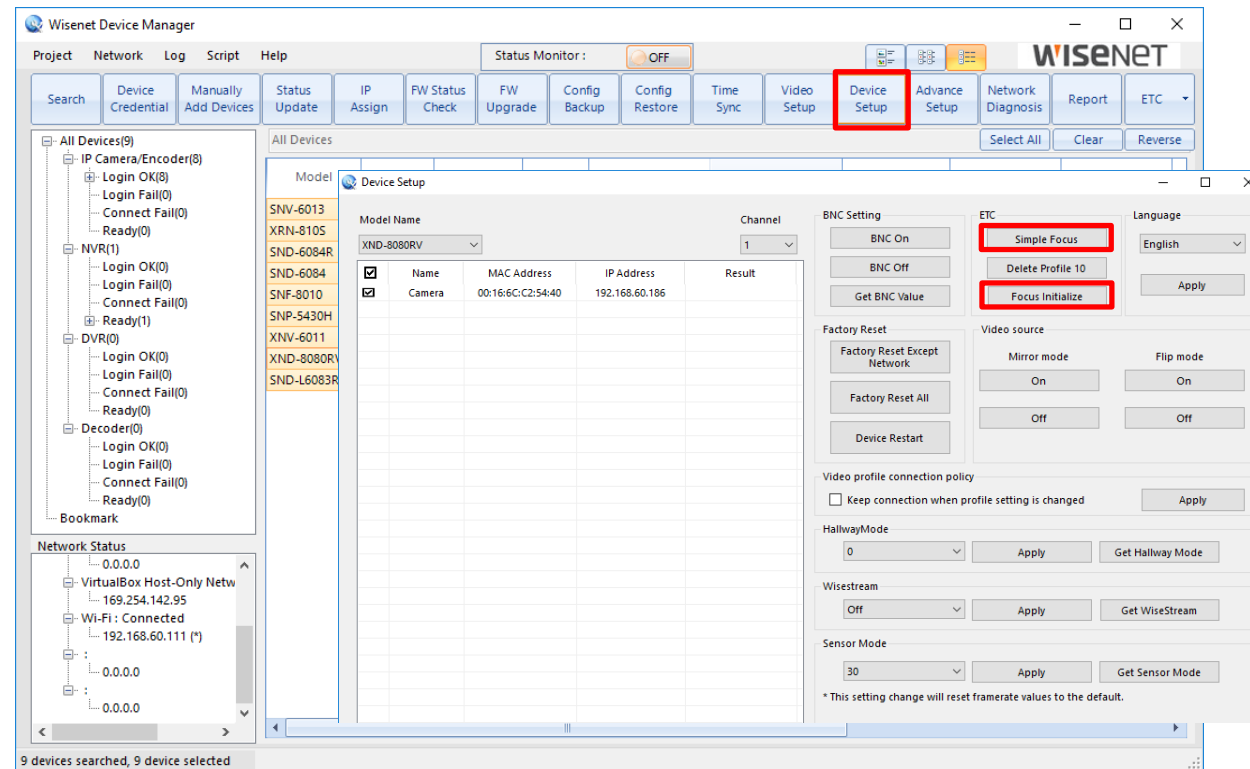 Wisenet Device Manager
Project Network Log Script Help
Status Monitor : OFF
WISENET
Search
Device Credential
Manually Add Devices
Status Update
IP Assign
FW Status Check
FW Upgrade
Config Backup
Config Restore
Time Sync
Video Setup
Device Setup
Advance Setup
Network Diagnosis
Report
ETC
All Devices(9)
IP Camera/Encoder(8)
Login OK(8)
Login Fail(0)
Connect Fail(0)
Ready(0)
NVR(1)
Login OK(0)
Login Fail(0)
Connect Fail(0)
Ready(1)
DVR(0)
Login OK(0)
Login Fail(0)
Connect Fail(0)
Ready(0)
Decoder(0)
Login OK(0)
Login Fail(0)
Connect Fail(0)
Ready(0)
Bookmark
Network Status
0.0.0.0
VirtualBox Host-Only Netw
169.254.142.95
Wi-Fi : Connected
192.168.60.111 (*)
:
0.0.0.0
:
0.0.0.0
9 devices searched, 9 device selected
All Devices
Select All Clear Reverse
Model
SNV-6013
XRN-810S
SND-6084R
SND-6084
SNF-8010
SNP-5430H
XNV-6011
XND-8080RV
SND-L6083R
Device Setup
Model Name Channel
XND-8080RV 1
Name MAC Address IP Address Result
Camera 00:16:6C:C2:54:40 192.168.60.186
BNC Setting
BNC On
BNC Off
Get BNC Value
ETC
Simple Focus
Delete Profile 10
Focus Initialize
Language
English
Apply
Factory Reset
Factory Reset Except
Network
Factory Reset All
Device Restart
Video source
Mirror mode Flip mode
On On
Off Off
Video profile connection policy
Keep connection when profile setting is changed Apply
HallwayMode
0 Apply Get Hallway Mode
Wisestream
Off Apply Get WiseStream
Sensor Mode
30 Apply Get Sensor Mode
* This setting change will reset framerate values to the default.